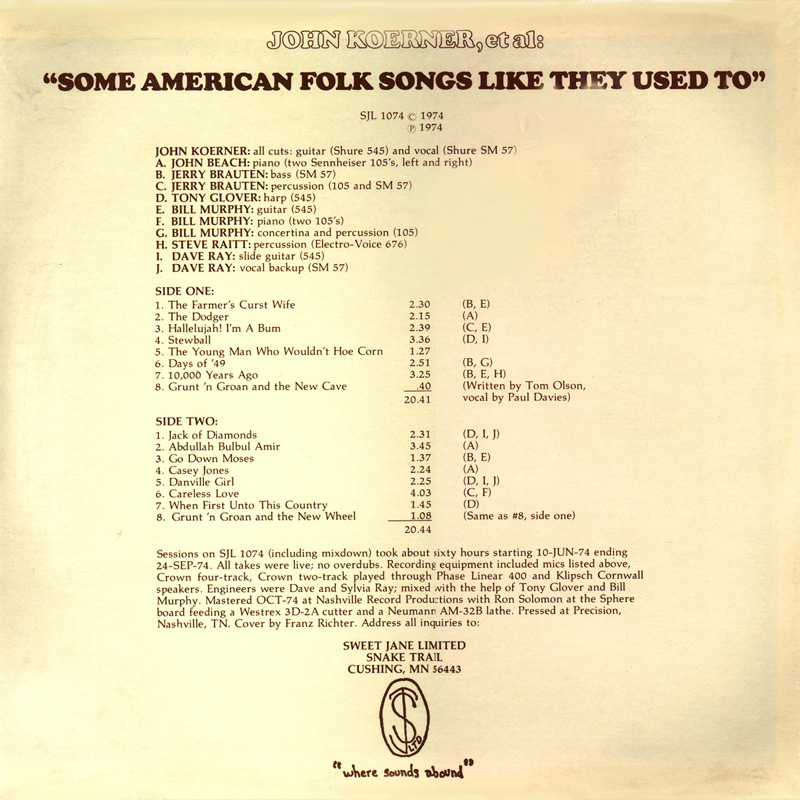 JOHN KOERNER, et al:
“SOME AMERICAN FOLK SONGS LIKE THEY USED TO”
SJL 1074 © 1974
℗ 1974
JOHN KOERNER: all cuts: guitar (Shure 545) and vocal (Shure SM 57)
A. JOHN BEACH: piano (two Sennheiser 105's, left and right)
B. JERRY BRAUTEN: bass (SM 57)
C. JERRY BRAUTEN: percussion (105 and SM 57)
D. TONY GLOVER: harp (545)
E. BILL MURPHY: guitar (545)
F. BILL MURPHY: piano (two 105's)
G. BILL MURPHY: concertina and percussion (105)
H. STEVE RAITT: percussion (Electro-Voice 676)
I. DAVE RAY: slide guitar (545)
J. DAVE RAY: vocal backup (SM 57)
SIDE ONE:
1. The Farmer's Curst Wife 2.30 (B, E)
2. The Dodger 2.15 (A)
3. Hallelujah! I'm A Bum 2.39 (C, E)
4. Stewball 3.36 (D, I)
5. The Young Man Who Wouldn't Hoe Corn 1.27
6. Days of '49 2.51 (B, G)
7. 10,000 Years Ago 3.25 (B, E, H)
8. Grunt 'n Groan and the New Cave .40 (Written by Tom Olson,
20.41 vocal by Paul Davies)
SIDE TWO:
1. Jack of Diamonds 2.31 (D, I, J)
2. Abdullah Bulbul Amir 3.45 (A)
3. Go Down Moses 1.37 (B, E)
4. Casey Jones 2.24 (A)
5. Danville Girl 2.25 (D, I, J)
6. Careless Love 4.03 (C, F)
7. When First Unto This Country 1.45 (D)
8. Grunt 'n Groan and the New Wheel 1.08 (Same as #8, side one)
20.44
Sessions on SJL 1074 (including mixdown) took about sixty hours starting 10-JUN-74 ending
24-SEP-74. All takes were live; no overdubs. Recording equipment included mics listed above,
Crown four-track, Crown two-track played through Phase Linear 400 and Klipsch Cornwall
speakers. Engineers were Dave and Sylvia Ray; mixed with the help of Tony Glover and Bill
Murphy. Mastered OCT-74 at Nashville Record Productions with Ron Solomon at the Sphere
board feeding a Westrex 3D-2A cutter and a Neumann AM-32B lathe. Pressed at Precision,
Nashville, TN. Cover by Franz Richter. Address all inquiries to:
SWEET JANE LIMITED
SNAKE TRAIL
CUSHING, MN 56443
SJ LTD
“where sounds abound”